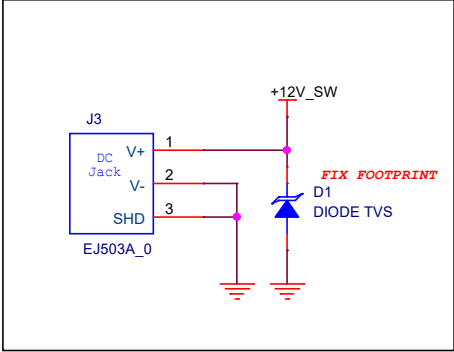 +12V_SW
J3
1
V+
DC
Jack
2
V-
FIX FOOTPRINT
D1
3
SHD
DIODE TVS
EJ503A_0